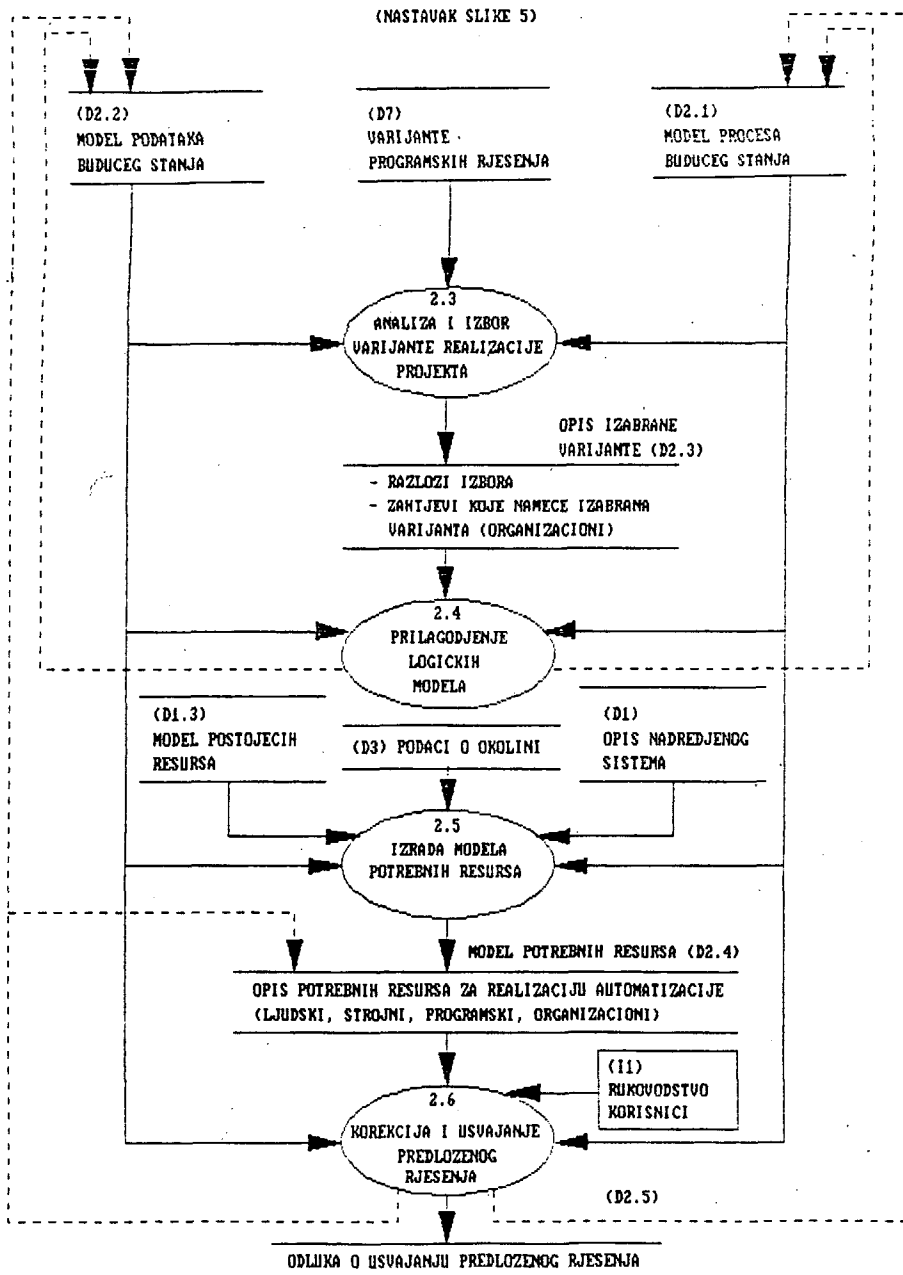 (NASTAVAK SLIKE 5)
(D2.2)
MODEL PODATAKA
BUDUCEG STANJA
(D7)
VARIJANTE
PROGRAMSKIH RJESENJA
(D2.1)
MODEL PROCESA
BUDUCEG STANJA
2.3
ANALIZA I IZBOR
VARIJANTE REALIZACIJE
PROJEKTA
OPIS IZABRANE
VARIJANTE (D2.3)
- RAZLOZI IZBORA
- ZAHTJEVI KOJE NAMECE IZABRANA
VARIJANTA (ORGANIZACIONI)
2.4
PRILAGODJENJE
LOGICKIH
MODELA
(D1.3)
MODEL POSTOJECIH
RESURSA
(D3) PODACI O OKOLINI
(D1)
OPIS NADREDJENOG
SISTEMA
2.5
IZRADA MODELA
POTREBNIH RESURSA
MODEL POTREBNIH RESURSA (D2.4)
OPIS POTREBNIH RESURSA ZA REALIZACIJU AUTOMATIZACIJE
(LJUDSKI, STROJNI, PROGRAMSKI, ORGANIZACIONI)
(I1)
RUKOVODSTVO
KORISNICI
2.6
KOREKCIJA I USVAJANJE
PREDLOZENOG
RJESENJA
(D2.5)
ODLUKA O USVAJANJU PREDLOZENOG RJESENJA